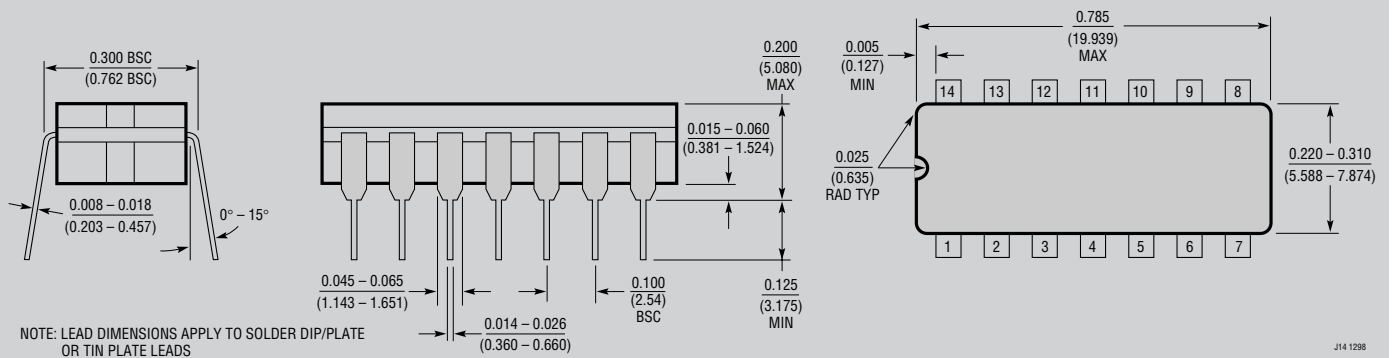 0.300 BSC
(0.762 BSC)
0.008 – 0.018
(0.203 – 0.457)
0° – 15°
0.200
(5.080)
MAX
0.015 – 0.060
(0.381 – 1.524)
0.045 – 0.065
(1.143 – 1.651)
0.100
(2.54)
BSC
0.014 – 0.026
(0.360 – 0.660)
0.125
(3.175)
MIN
0.785
(19.939)
MAX
0.005
(0.127)
MIN
14 13 12 11 10 9 8
0.025
(0.635)
RAD TYP
0.220 – 0.310
(5.588 – 7.874)
1 2 3 4 5 6 7
NOTE: LEAD DIMENSIONS APPLY TO SOLDER DIP/PLATE
OR TIN PLATE LEADS
J14 1298